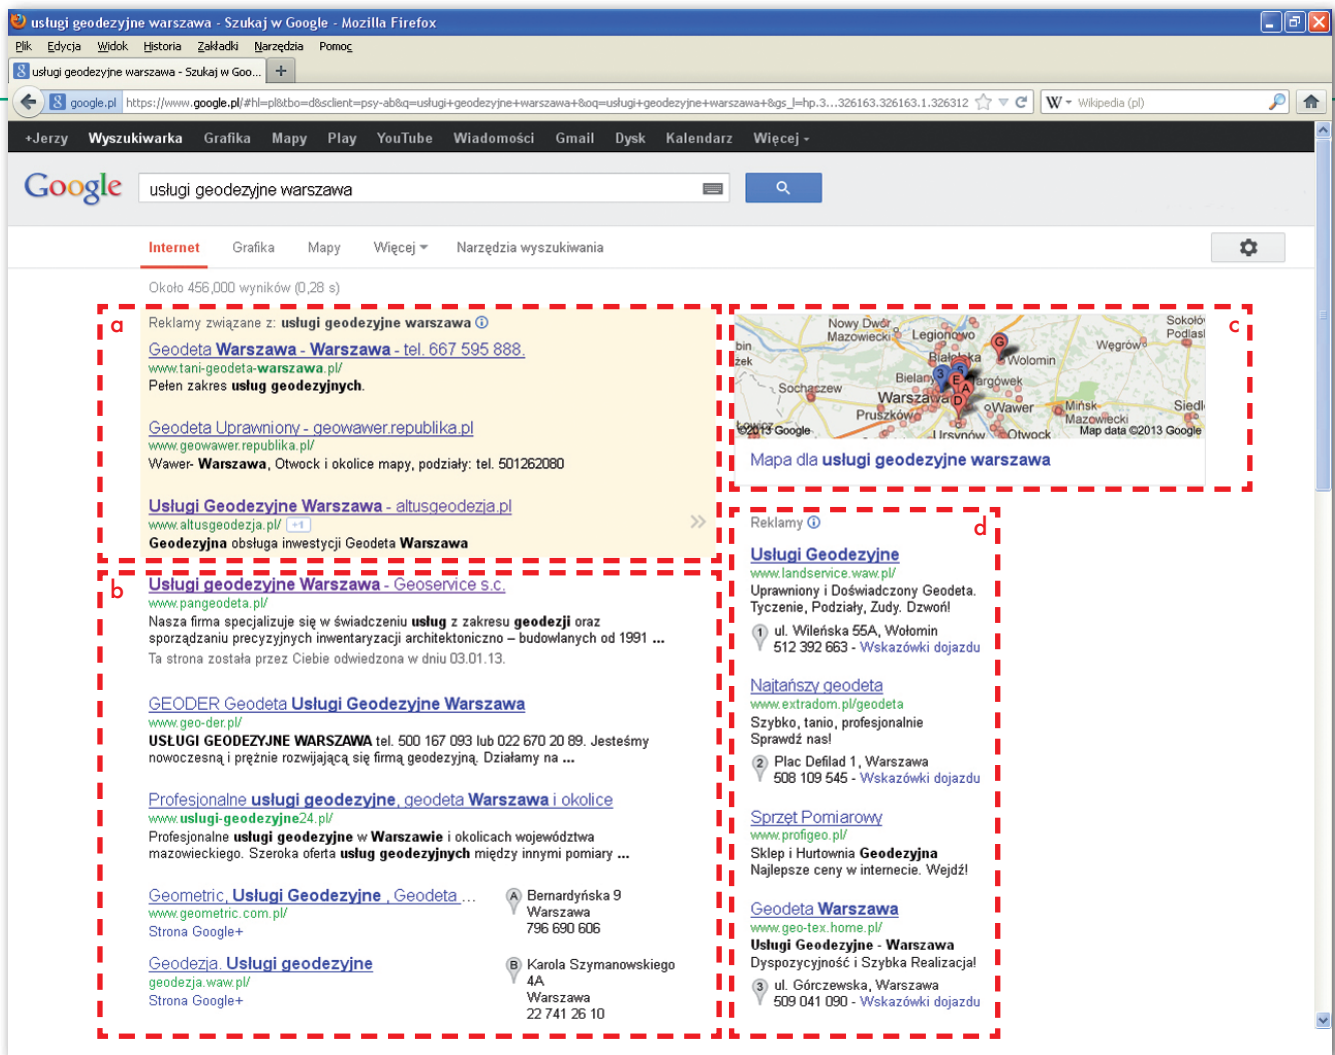 usługi geodezyjne warszawa - Szukaj w Google - Mozilla Firefox
Plik Edycja Widok Historia Zakładki Narzędzia Pomoc
usługi geodezyjne warszawa - Szukaj w Goo...
google.pl https://www.google.pl/#hl=pl&tbo=d&sclient=psy-ab&q=usługi+geodezyjne+warszawa+&oq=usługi+geodezyjne+warszawa+&gs_l=hp.3...326163.326163.1.326312
W Wikipedia (pl)
+Jerzy Wyszukiwarka Grafika Mapy Play YouTube Wiadomości Gmail Dysk Kalendarz Więcej
Google usługi geodezyjne warszawa
Internet Grafika Mapy Więcej Narzędzia wyszukiwania
Około 456,000 wyników (0,28 s)
a
Reklamy związane z: usługi geodezyjne warszawa
Geodeta Warszawa - Warszawa - tel. 667 595 888.
www.tani-geodeta-warszawa.pl/
Pełen zakres usług geodezyjnych.
Geodeta Uprawniony - geowawer.republika.pl
www.geowawer.republika.pl/
Wawer- Warszawa, Otwock i okolice mapy, podziały: tel. 501262080
Usługi Geodezyjne Warszawa - altusgeodezja.pl
www.altusgeodezja.pl/ +1
Geodezyjna obsługa inwestycji Geodeta Warszawa
b
Usługi geodezyjne Warszawa - Geoservice s.c.
www.pangeodeta.pl/
Nasza firma specjalizuje się w świadczeniu usług z zakresu geodezji oraz
sporządzaniu precyzyjnych inwentaryzacji architektoniczno – budowlanych od 1991 ...
Ta strona została przez Ciebie odwiedzona w dniu 03.01.13.
GEODER Geodeta Usługi Geodezyjne Warszawa
www.geo-der.pl/
USŁUGI GEODEZYJNE WARSZAWA tel. 500 167 093 lub 022 670 20 89. Jesteśmy
nowoczesną i prężnie rozwijającą się firmą geodezyjną. Działamy na ...
Profesjonalne usługi geodezyjne, geodeta Warszawa i okolice
www.uslugi-geodezyjne24.pl/
Profesjonalne usługi geodezyjne w Warszawie i okolicach województwa
mazowieckiego. Szeroka oferta usług geodezyjnych między innymi pomiary ...
Geometric, Usługi Geodezyjne , Geodeta ...
www.geometric.com.pl/
Strona Google+
A Bernardyńska 9
Warszawa
796 690 606
Geodezja. Usługi geodezyjne
geodezja.waw.pl/
Strona Google+
B Karola Szymanowskiego
4A
Warszawa
22 741 26 10
c
Nowy Dwór
Mazowiecki
Legionowo
Sokołó
Podlas
Węgrów
bin
żek
Białołęka
Wołomin
G
Bielany
3
5
E
A
D
argówek
Sochaczew
Warszawa
Pruszków
Wawer
Mińsk
Mazowiecki
Siedl
Łowicz
©2013 Google
Ursynów
Otwock
Map data ©2013 Google
Mapa dla usługi geodezyjne warszawa
d
Reklamy
Usługi Geodezyjne
www.landservice.waw.pl/
Uprawniony i Doświadczony Geodeta.
Tyczenie, Podziały, Zudy. Dzwoń!
1 ul. Wileńska 55A, Wołomin
512 392 663 - Wskazówki dojazdu
Najtańszy geodeta
www.extradom.pl/geodeta
Szybko, tanio, profesjonalnie
Sprawdź nas!
2 Plac Defilad 1, Warszawa
508 109 545 - Wskazówki dojazdu
Sprzęt Pomiarowy
www.profigeo.pl/
Sklep i Hurtownia Geodezyjna
Najlepsze ceny w internecie. Wejdź!
Geodeta Warszawa
www.geo-tex.home.pl/
Usługi Geodezyjne - Warszawa
Dyspozycyjność i Szybka Realizacja!
3 ul. Górczewska, Warszawa
509 041 090 - Wskazówki dojazdu